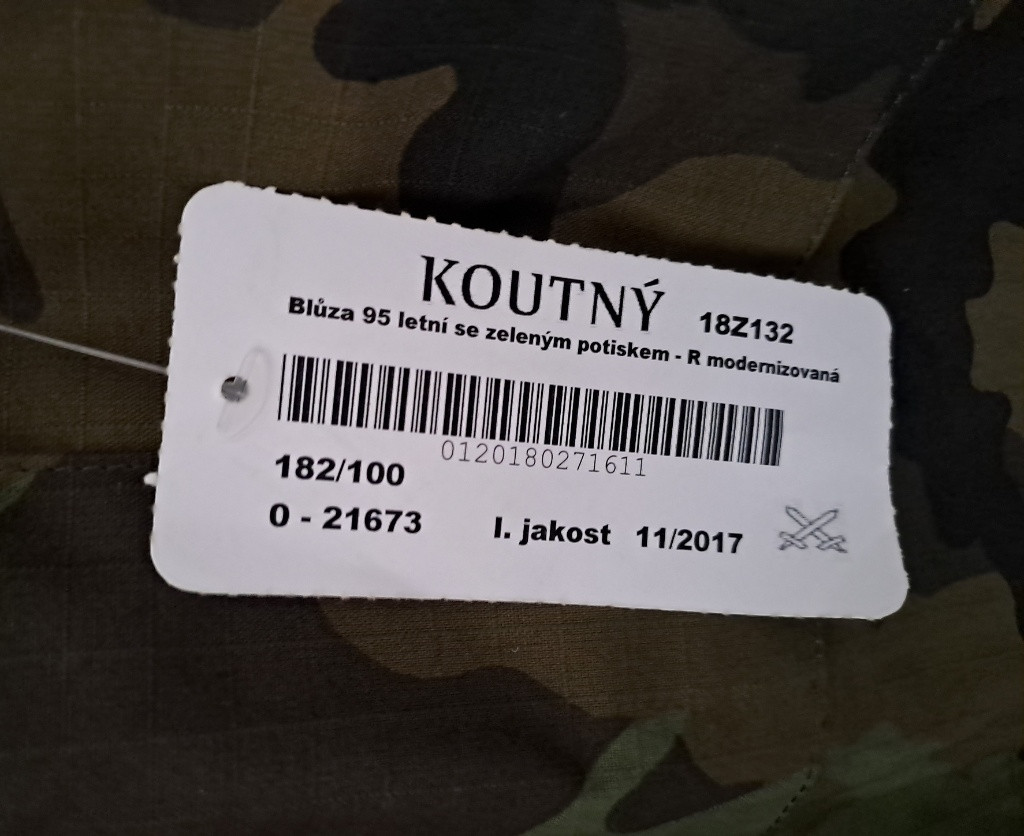 KOUTNÝ 18Z132
Blůza 95 letní se zeleným potiskem - R modernizovaná
0120180271611
182/100
0 - 21673 I. jakost 11/2017